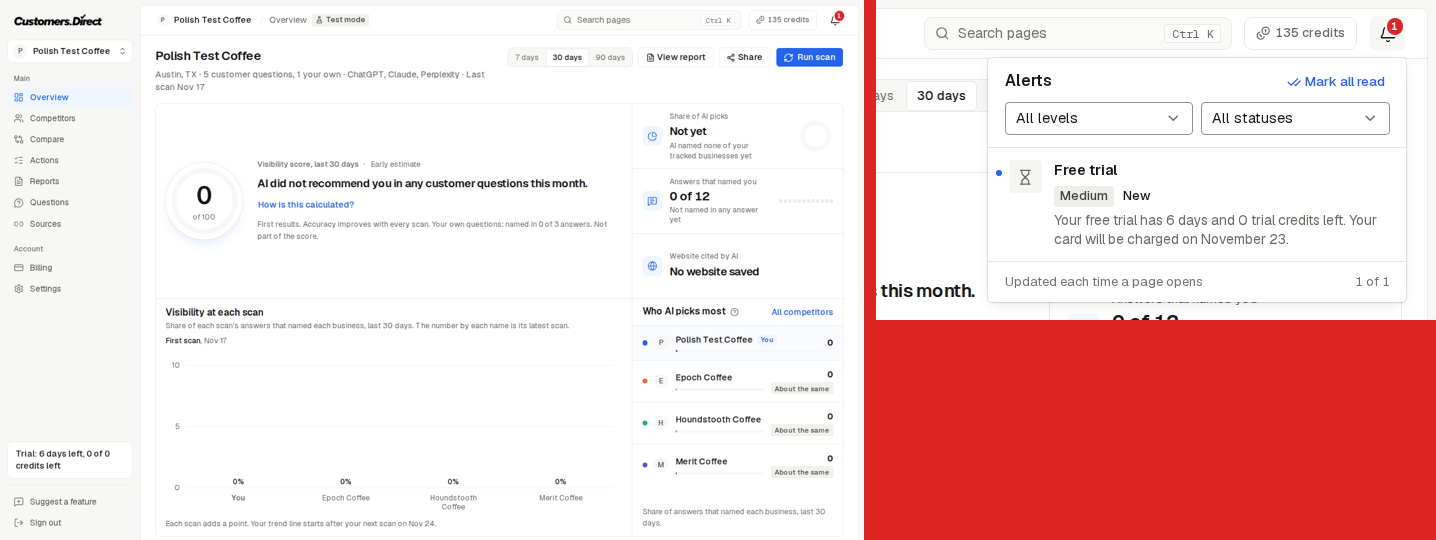 Customers.Direct
P Polish Test Coffee
Main
Overview
Competitors
Compare
Actions
Reports
Questions
Sources
Account
Billing
Settings
Trial: 6 days left, 0 of 0
credits left
Suggest a feature
Sign out
P Polish Test Coffee / Overview Test mode
Search pages Ctrl K
135 credits
1
Polish Test Coffee
Austin, TX · 5 customer questions, 1 your own · ChatGPT, Claude, Perplexity · Last
scan Nov 17
7 days 30 days 90 days
View report
Share
Run scan
0
of 100
Visibility score, last 30 days · Early estimate
AI did not recommend you in any customer questions this month.
How is this calculated?
First results. Accuracy improves with every scan. Your own questions: named in 0 of 3 answers. Not
part of the score.
Share of AI picks
Not yet
AI named none of your
tracked businesses yet
Answers that named you
0 of 12
Not named in any answer
yet
Website cited by AI
No website saved
Visibility at each scan
Share of each scan's answers that named each business, last 30 days. The number by each name is its latest scan.
First scan, Nov 17
10
5
0
0% 0% 0% 0%
You Epoch Coffee Houndstooth Merit Coffee
Coffee
Each scan adds a point. Your trend line starts after your next scan on Nov 24.
Who AI picks most All competitors
P Polish Test Coffee You 0
E Epoch Coffee 0
About the same
H Houndstooth Coffee 0
About the same
M Merit Coffee 0
About the same
Share of answers that named each business, last 30
days.
Search pages Ctrl K
135 credits
1
ays 30 days
Alerts Mark all read
All levels All statuses
Free trial
Medium New
Your free trial has 6 days and 0 trial credits left. Your
card will be charged on November 23.
Updated each time a page opens 1 of 1
this month.
Answers that named you
0 of 12